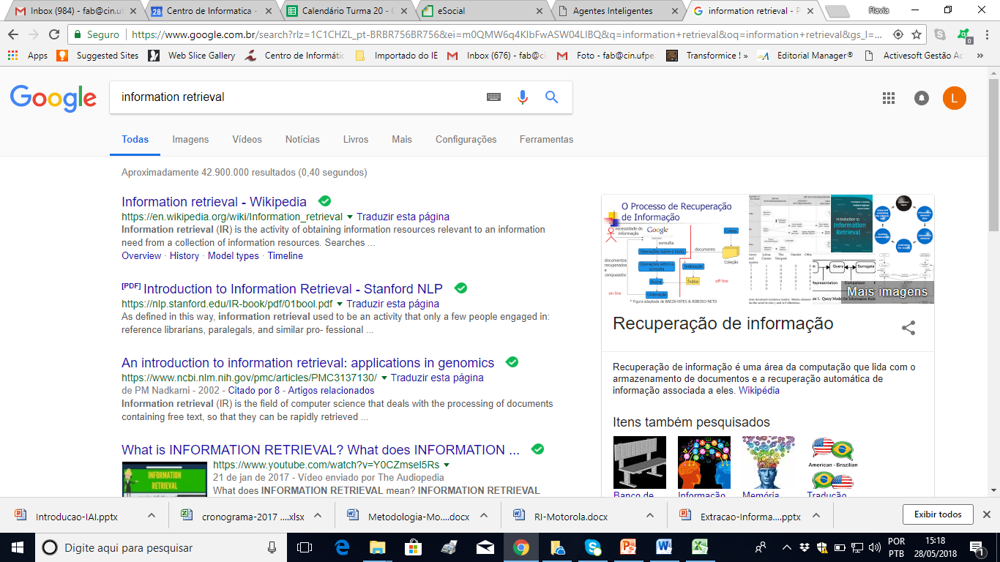 Inbox (984) - fab@cin.uf
Centro de Informatica -
Calendário Turma 20 - C
eSocial
Agentes Inteligentes
information retrieval - P
Flavia
Seguro
https://www.google.com.br/search?rlz=1C1CHZL_pt-BRBR756BR756&ei=m0QMW6q4KIbFwASW04LIBQ&q=information+retrieval&oq=information+retrieval&gs_l=...
0
Apps
Suggested Sites
Web Slice Gallery
Centro de Informátic
Importado do IE
Inbox (676) - fab@ci
Foto - fab@cin.ufpe.
Transformice ! »
Editorial Manager®
Activesoft Gestão Ac
Google
information retrieval
L
Todas
Imagens
Vídeos
Notícias
Livros
Mais
Configurações
Ferramentas
Aproximadamente 42.900.000 resultados (0,40 segundos)
Information retrieval - Wikipedia
https://en.wikipedia.org/wiki/Information_retrieval ▾ Traduzir esta página
Information retrieval (IR) is the activity of obtaining information resources relevant to an information
need from a collection of information resources. Searches ...
Overview · History · Model types · Timeline
[PDF] Introduction to Information Retrieval - Stanford NLP
https://nlp.stanford.edu/IR-book/pdf/01bool.pdf ▾ Traduzir esta página
As defined in this way, information retrieval used to be an activity that only a few people engaged in:
reference librarians, paralegals, and similar pro- fessional ...
An introduction to information retrieval: applications in genomics
https://www.ncbi.nlm.nih.gov/pmc/articles/PMC3137130/ ▾ Traduzir esta página
de PM Nadkarni - 2002 - Citado por 8 - Artigos relacionados
Information retrieval (IR) is the field of computer science that deals with the processing of documents
containing free text, so that they can be rapidly retrieved ...
What is INFORMATION RETRIEVAL? What does INFORMATION ...
INFORMATION
RETRIEVAL
https://www.youtube.com/watch?v=Y0CZmseI5Rs ▾
21 de jan de 2017 - Vídeo enviado por The Audiopedia
What does INFORMATION RETRIEVAL mean? INFORMATION RETRIEVAL
O Processo de Recuperação
de Informação
necessidade de
informação
Google
consulta
Coleta
Operações sobre o texto
documento
Coleção
Operações sobre a
consulta
documentos
recuperados
e
ranqueados
Indexação
Busca
Índice
off-line
on-line
Ordenação
* Figura adaptada de BAEZA-YATES & RIBEIRO-NETO
Introduction to
Information
Retrieval
Query
Surrogate
Mais imagens
Recuperação de informação
Recuperação de informação é uma área da computação que lida com o
armazenamento de documentos e a recuperação automática de
informação associada a eles. Wikipédia
Itens também pesquisados
American - Brazilian
Banco de
Informação
Memória
Tradução
Introducao-IAI.pptx
cronograma-2017 ....xlsx
Metodologia-Mo....docx
RI-Motorola.docx
Extracao-Informa....pptx
Exibir todos
Digite aqui para pesquisar
POR
PTB
15:18
28/05/2018
1